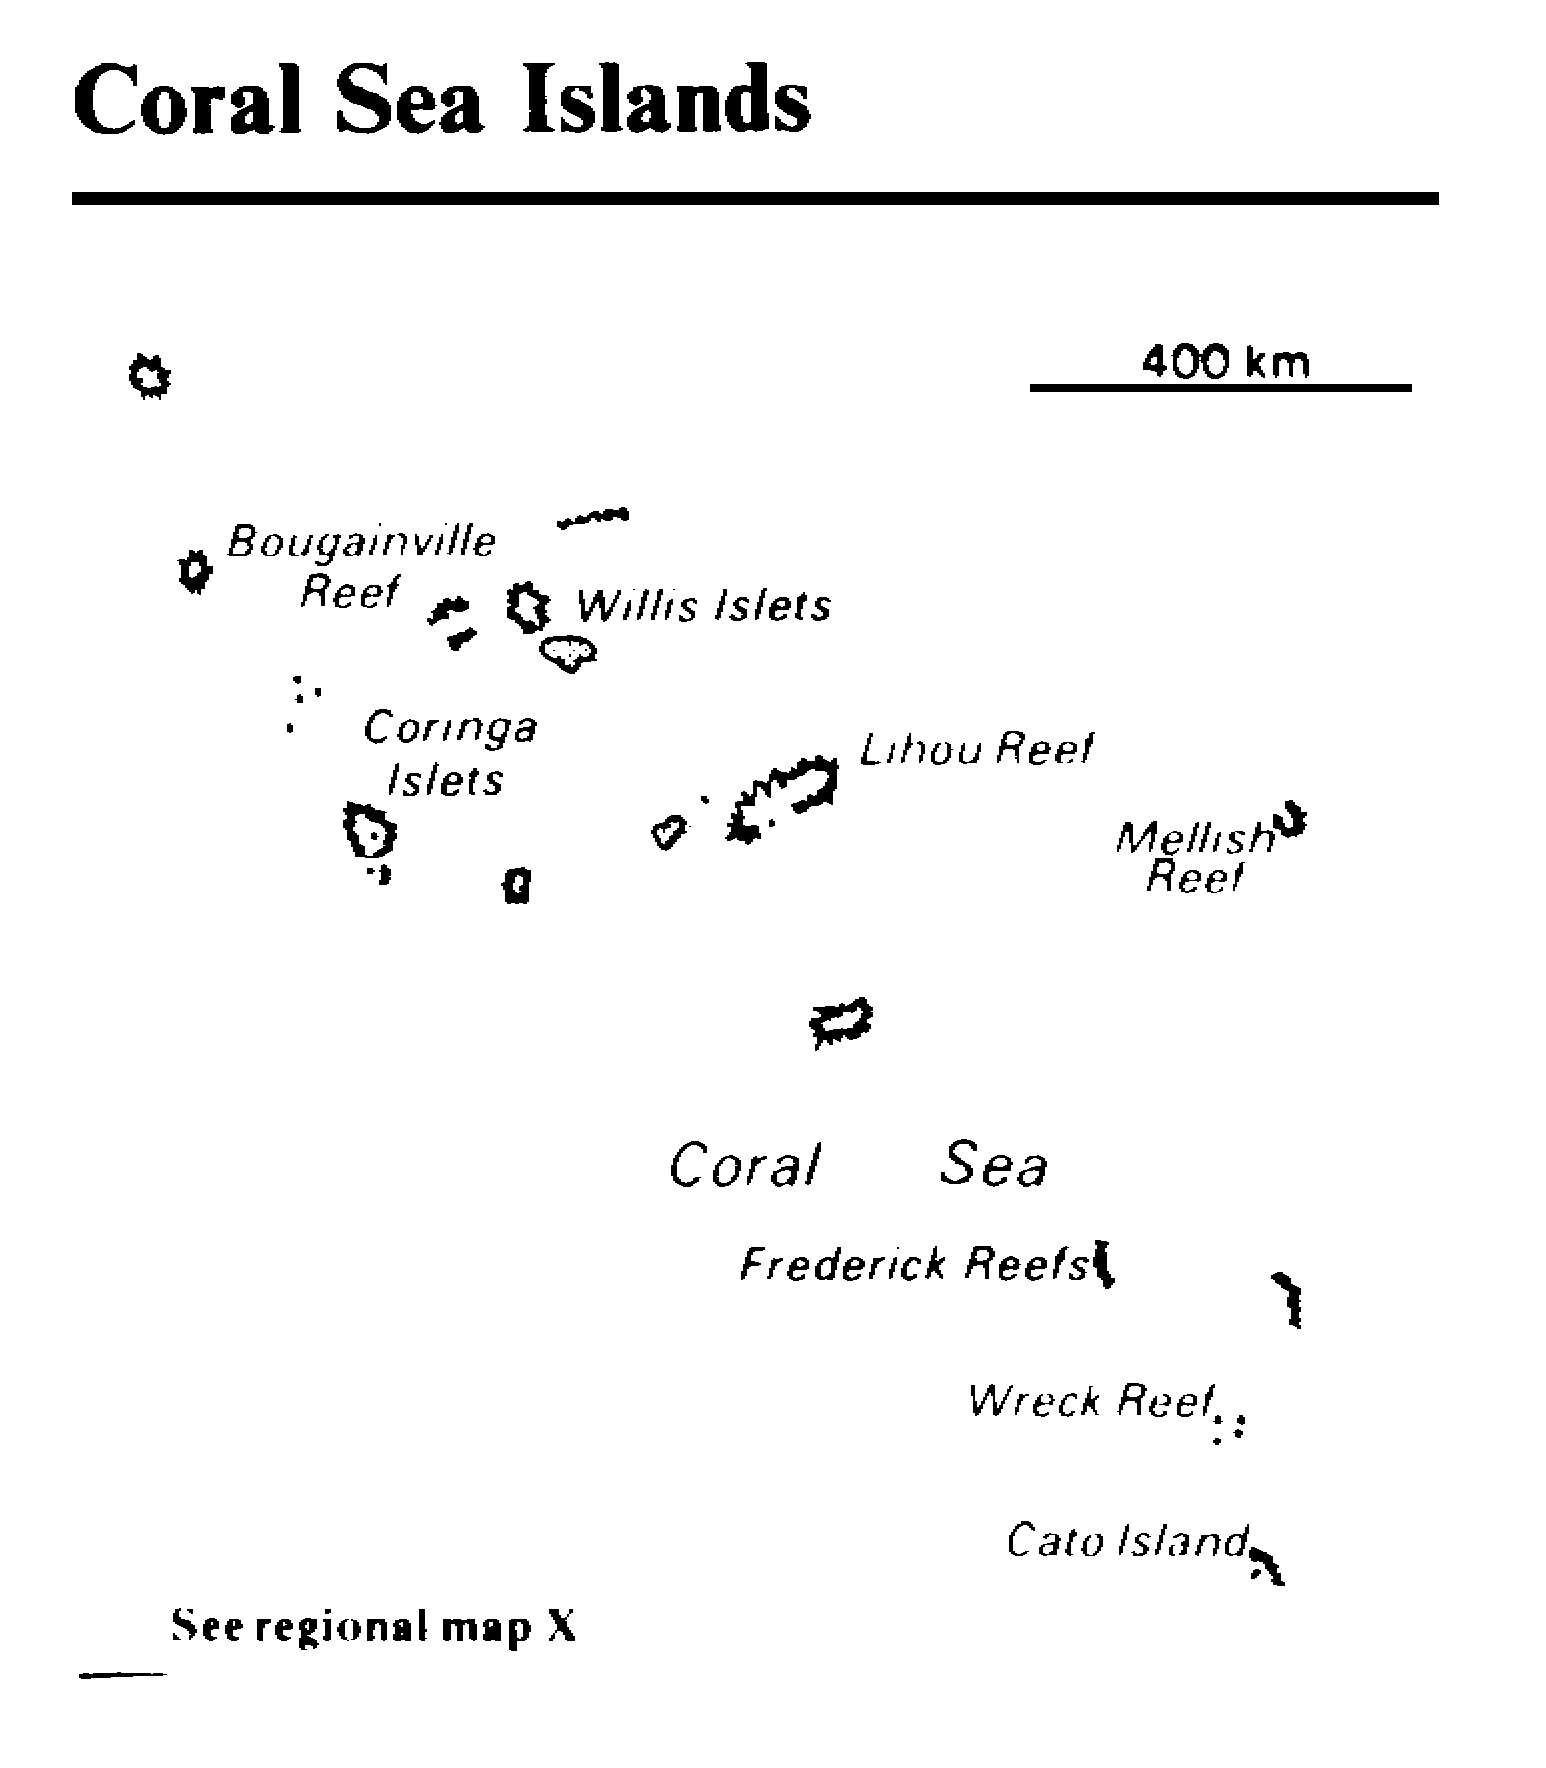 Coral Sea Islands
400 km
Bougainville
Reef
Willis Islets
Coringa
Islets
Lihou Reef
Mellish
Reef
Coral Sea
Frederick Reefs
Wreck Reef
Cato Island
See regional map X